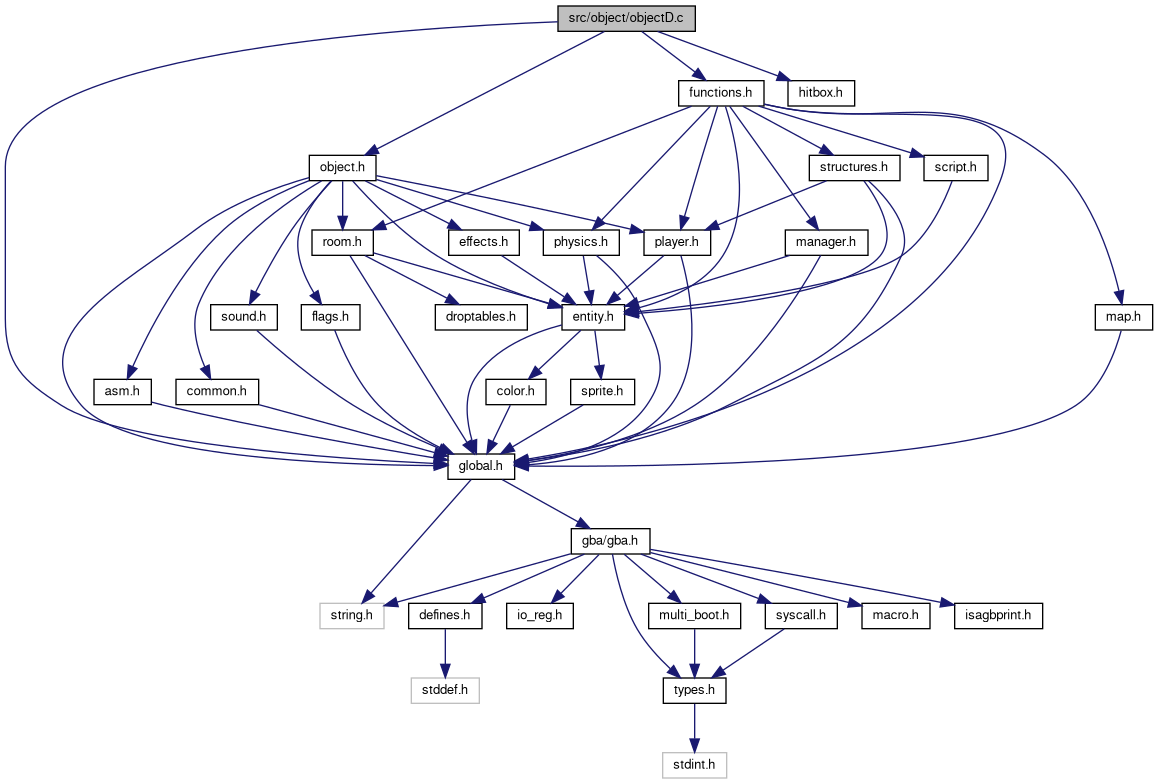 src/object/objectD.c
functions.h
hitbox.h
object.h
structures.h
script.h
room.h
effects.h
physics.h
player.h
manager.h
sound.h
flags.h
droptables.h
entity.h
map.h
asm.h
common.h
color.h
sprite.h
global.h
gba/gba.h
string.h
defines.h
io_reg.h
multi_boot.h
syscall.h
macro.h
isagbprint.h
stddef.h
types.h
stdint.h